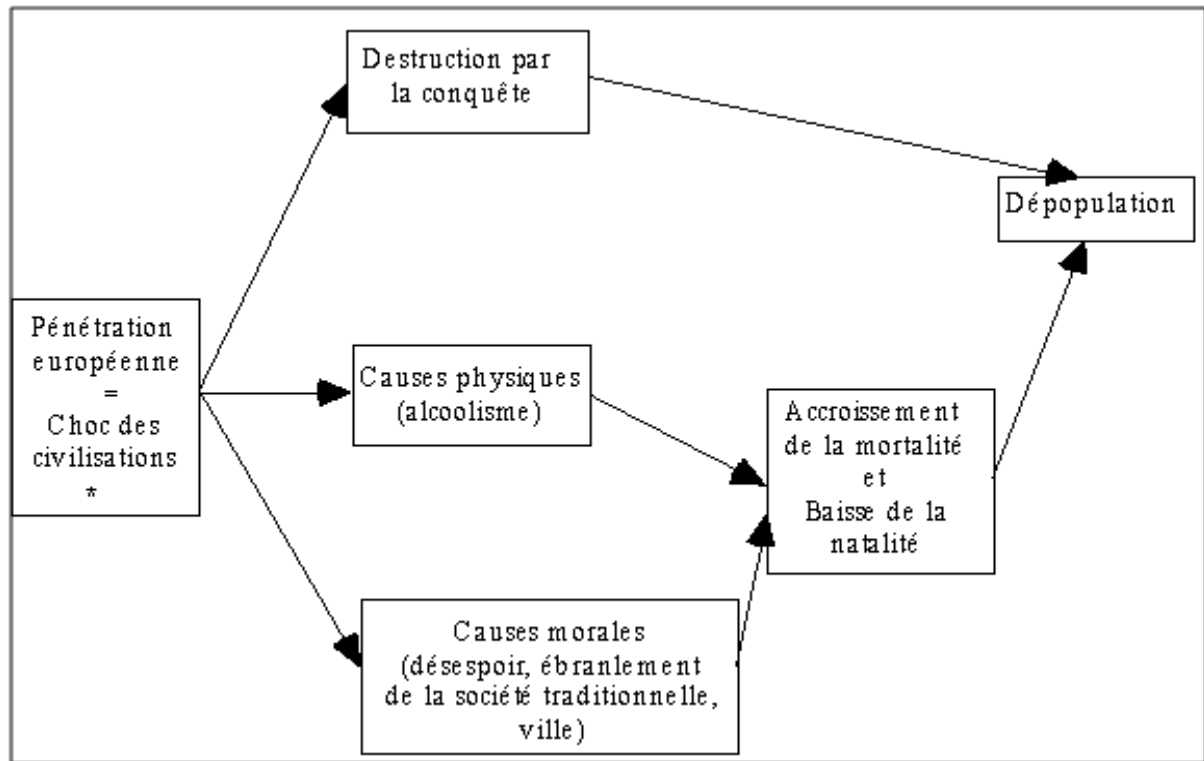 Destruction par
la conquête
Dépopulation
Pénétration
européenne
=
Choc des
civilisations
*
Causes physiques
(alcoolisme)
Accroissement
de la mortalité
et
Baisse de la
natalité
Causes morales
(désespoir, ébranlement
de la société traditionnelle,
ville)